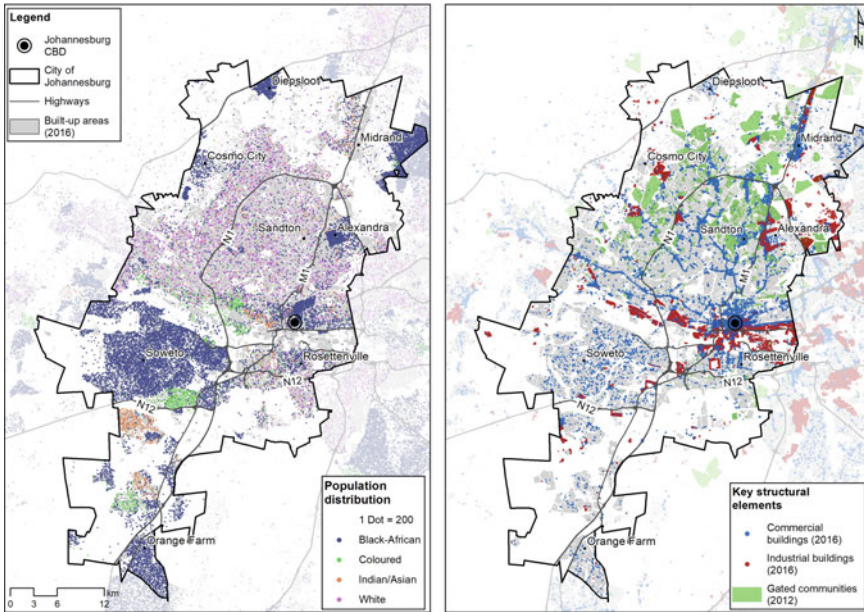 Legend
Johannesburg
CBD
City of
Johannesburg
Highways
Built-up areas
(2016)
Diepsloot
Midrand
Cosmo City
N1
Sandton
Alexandra
M1
Soweto
Rosettenville
N12
N12
Orange Farm
km
0 3 6 12
Population
distribution
1 Dot = 200
Black-African
Coloured
Indian/Asian
White
N
Diepsloot
Midrand
Cosmo City
N1
Sandton
Alexandra
M1
Soweto
Rosettenville
N12
N12
Orange Farm
Key structural
elements
Commercial
buildings (2016)
Industrial buildings
(2016)
Gated communities
(2012)